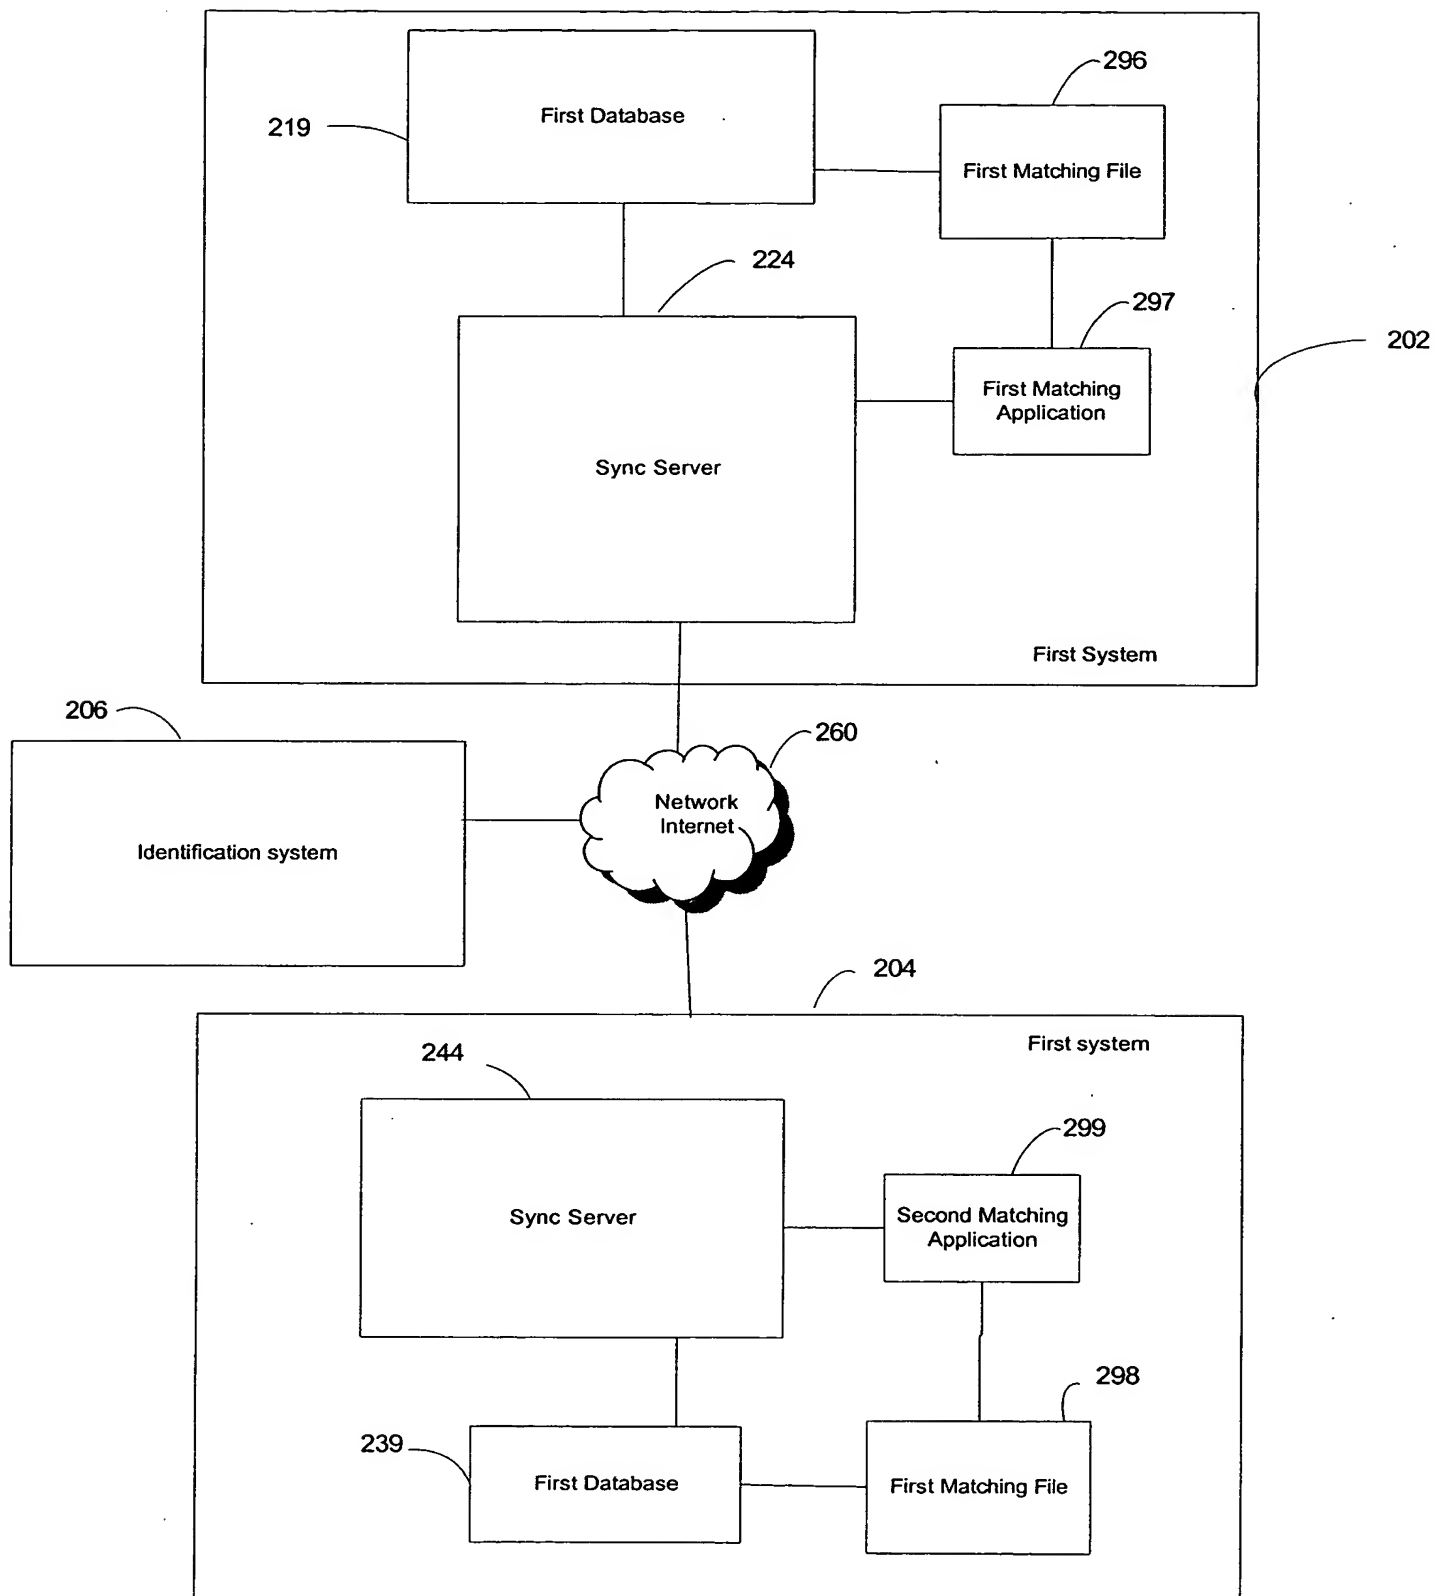 First Database
296
219
First Matching File
224
297
202
First Matching
Application
Sync Server
First System
206
260
Network
Internet
Identification system
204
First system
244
299
Sync Server
Second Matching
Application
298
239
First Database
First Matching File